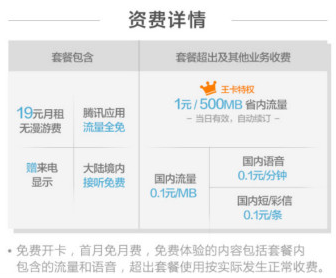 资费详情
套餐包含
套餐超出及其他业务收费
19元月租
无漫游费
腾讯应用
流量全免
赠来电
显示
大陆境内
接听免费
王卡特权
1元/500MB 省内流量
– 当日有效，自动续订 –
国内流量
0.1元/MB
国内语音
0.1元/分钟
国内短/彩信
0.1元/条
• 免费开卡，首月免月费，免费体验的内容包括套餐内
包含的流量和语音，超出套餐使用按实际发生正常收费。